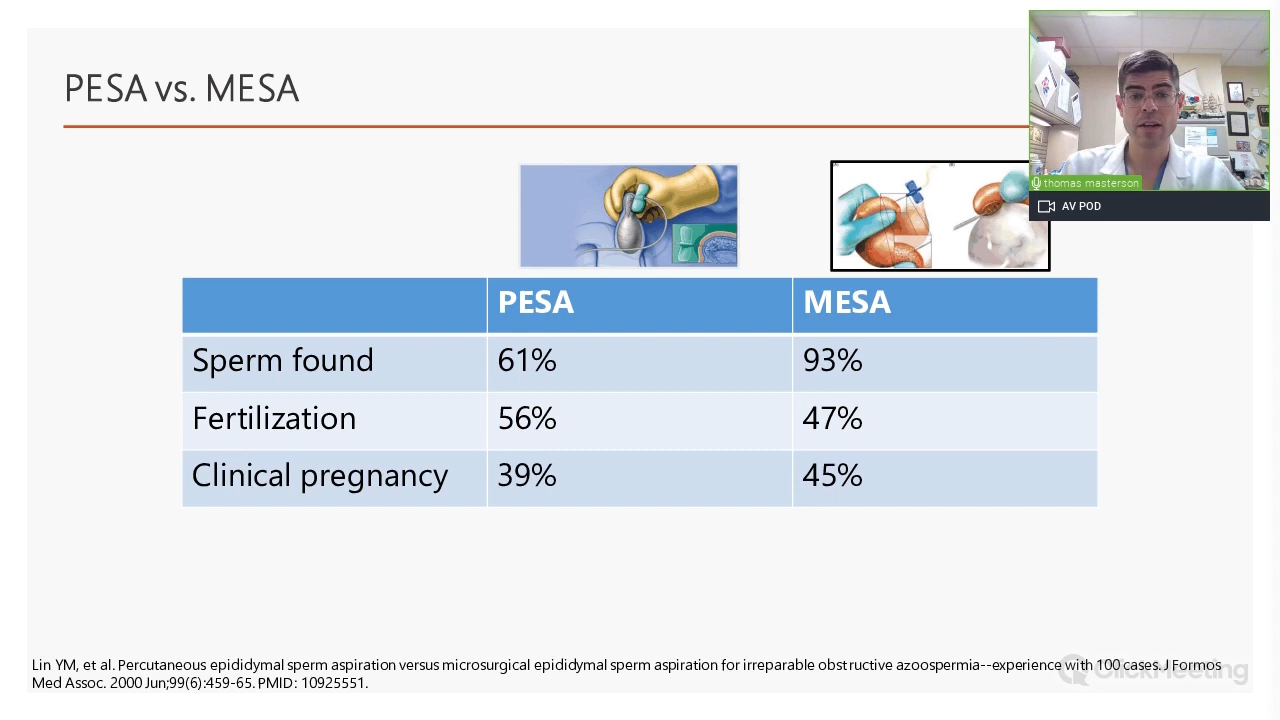 PESA vs. MESA
thomas masterson
AV POD
PESA MESA
Sperm found 61% 93%
Fertilization 56% 47%
Clinical pregnancy 39% 45%
Lin YM, et al. Percutaneous epididymal sperm aspiration versus microsurgical epididymal sperm aspiration for irreparable obstructive azoospermia--experience with 100 cases. J Formos
Med Assoc. 2000 Jun;99(6):459-65. PMID: 10925551.
ClickMeeting